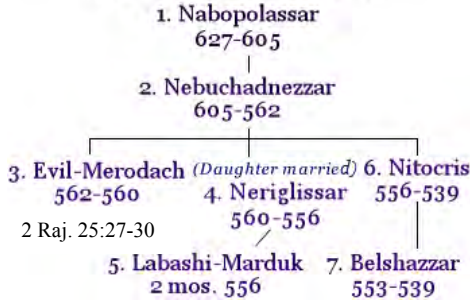 1. Nabopolassar
627-605
2. Nebuchadnezzar
605-562
3. Evil-Merodach (Daughter married) 6. Nitocris
562-560 4. Neriglissar 556-539
560-556
2 Raj. 25:27-30
5. Labashi-Marduk 7. Belshazzar
2 mos. 556 553-539